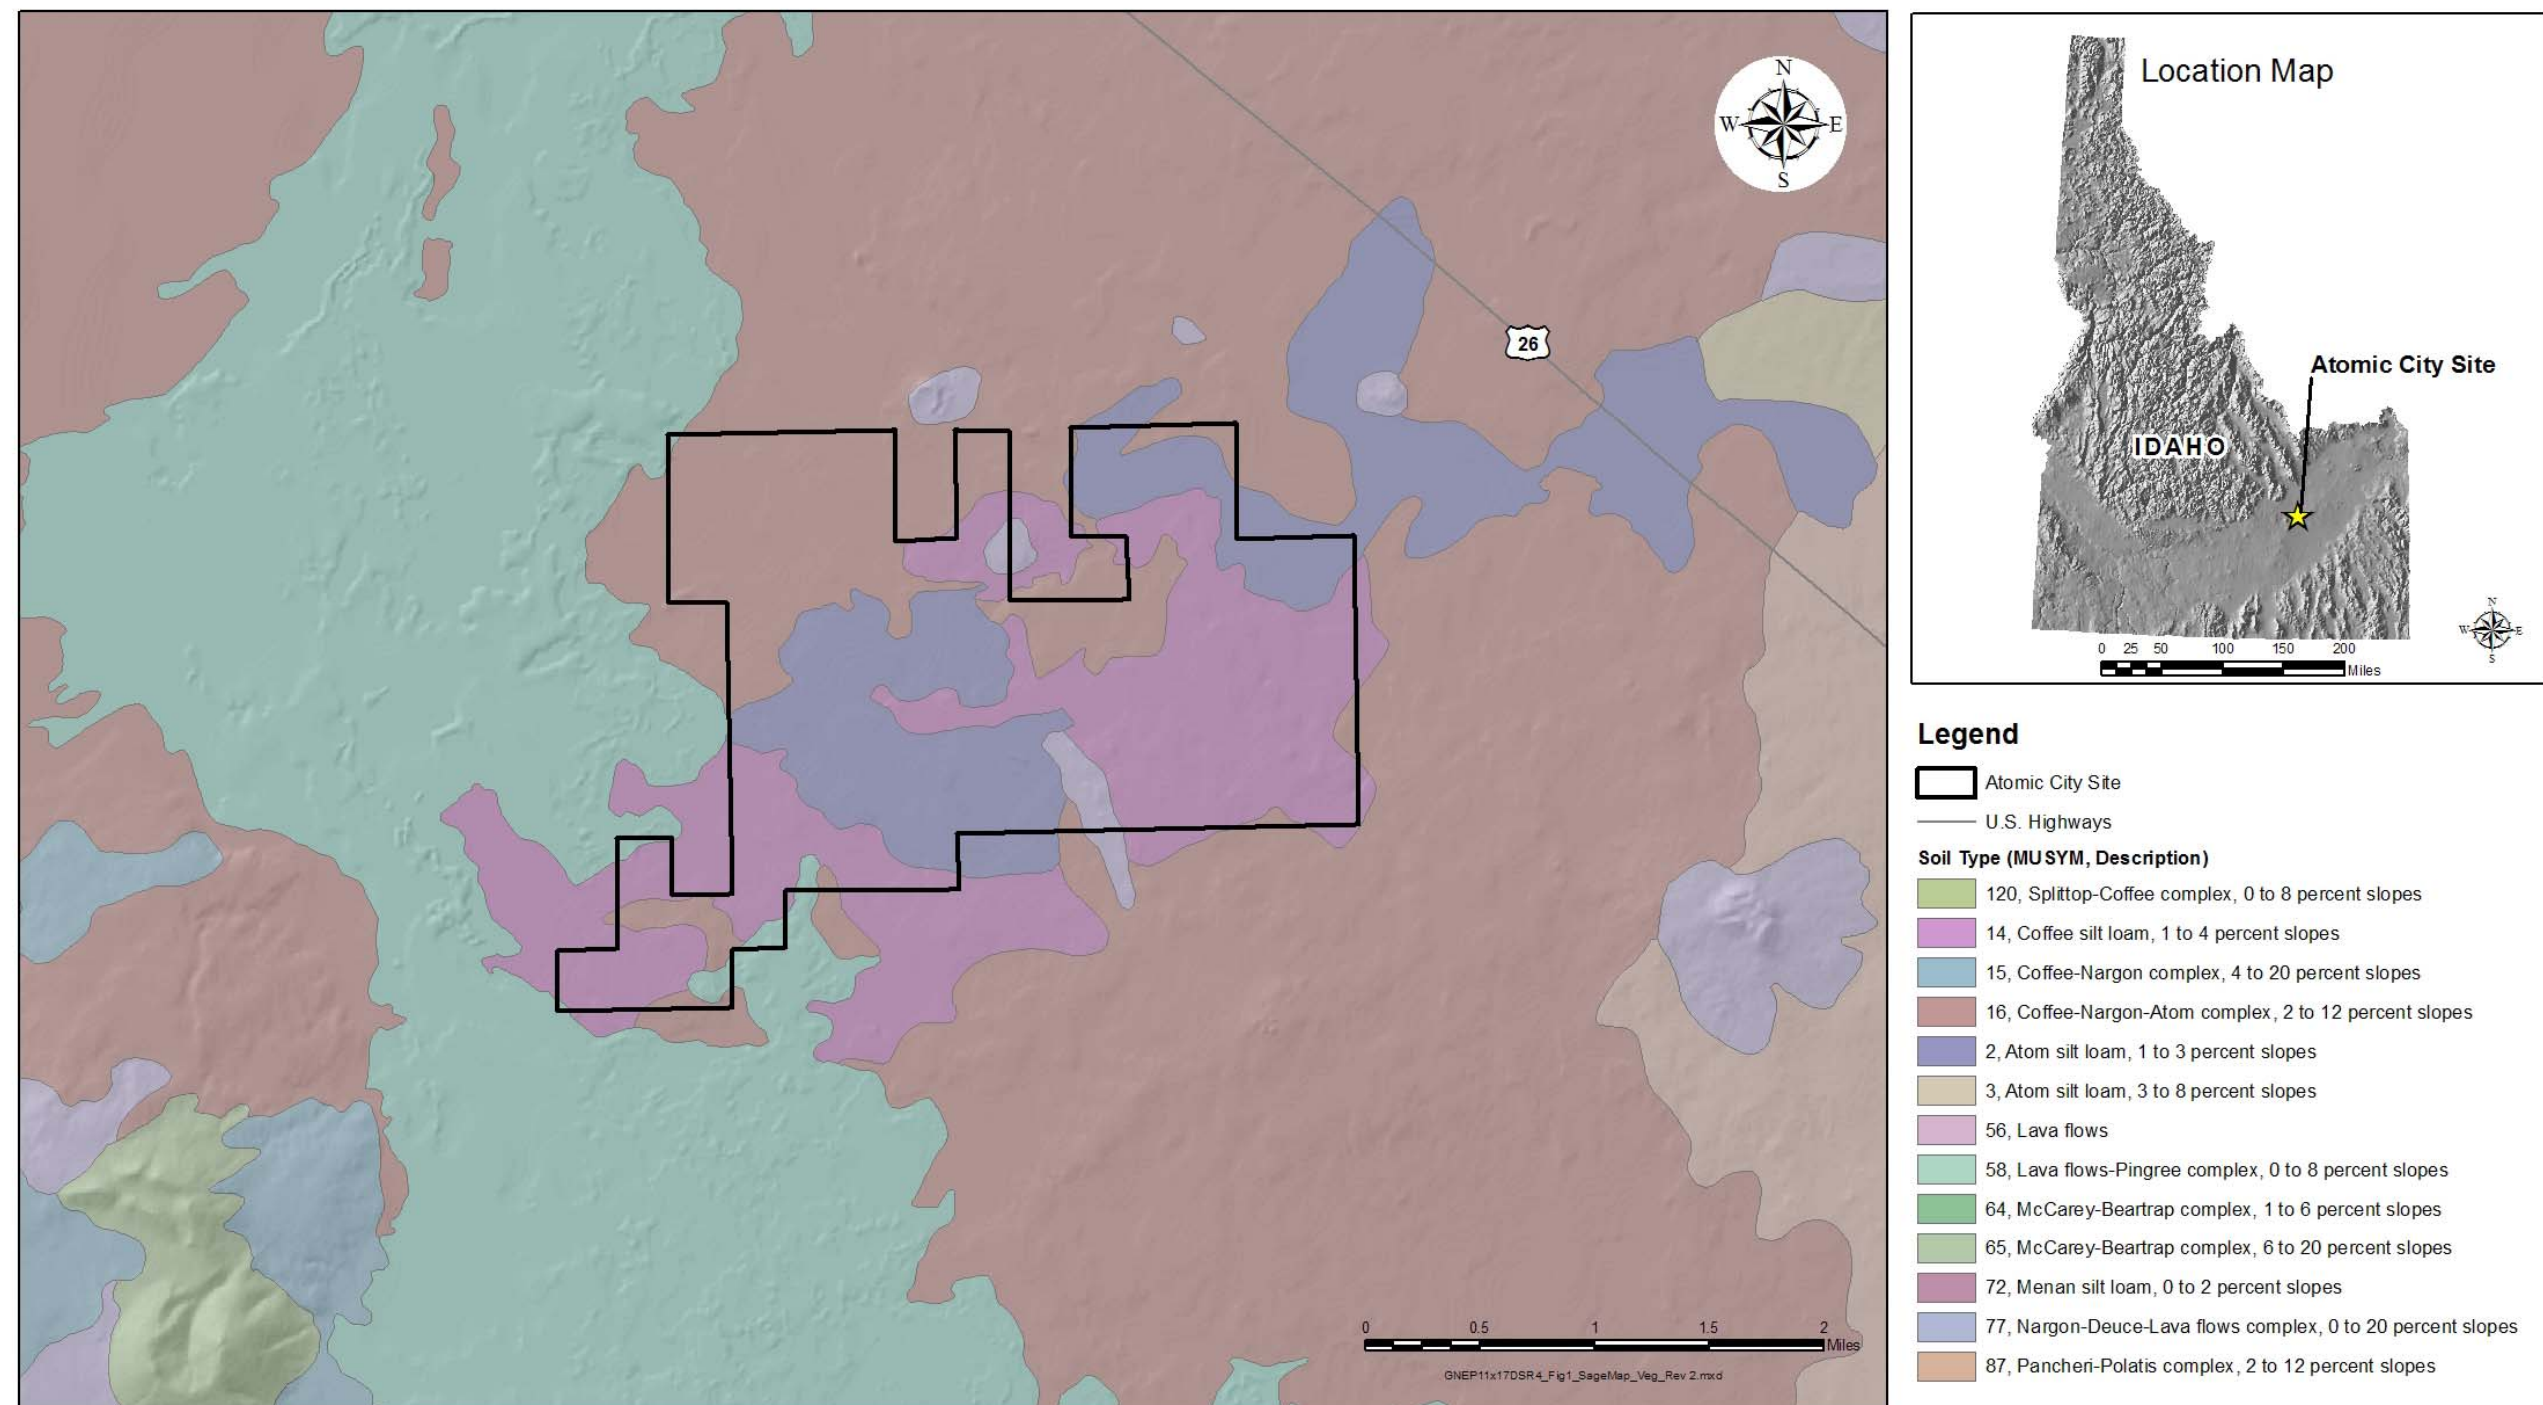 N
W E
S
26
0 0.5 1 1.5 2
Miles
GNEP11x17DSR4_Fig1_SageMap_Veg_Rev 2.mxd
Location Map
Atomic City Site
IDAHO
N
W E
S
0 25 50 100 150 200
Miles
Legend
Atomic City Site
U.S. Highways
Soil Type (MUSYM, Description)
120, Splittop-Coffee complex, 0 to 8 percent slopes
14, Coffee silt loam, 1 to 4 percent slopes
15, Coffee-Nargon complex, 4 to 20 percent slopes
16, Coffee-Nargon-Atom complex, 2 to 12 percent slopes
2, Atom silt loam, 1 to 3 percent slopes
3, Atom silt loam, 3 to 8 percent slopes
56, Lava flows
58, Lava flows-Pingree complex, 0 to 8 percent slopes
64, McCarey-Beartrap complex, 1 to 6 percent slopes
65, McCarey-Beartrap complex, 6 to 20 percent slopes
72, Menan silt loam, 0 to 2 percent slopes
77, Nargon-Deuce-Lava flows complex, 0 to 20 percent slopes
87, Pancheri-Polatis complex, 2 to 12 percent slopes